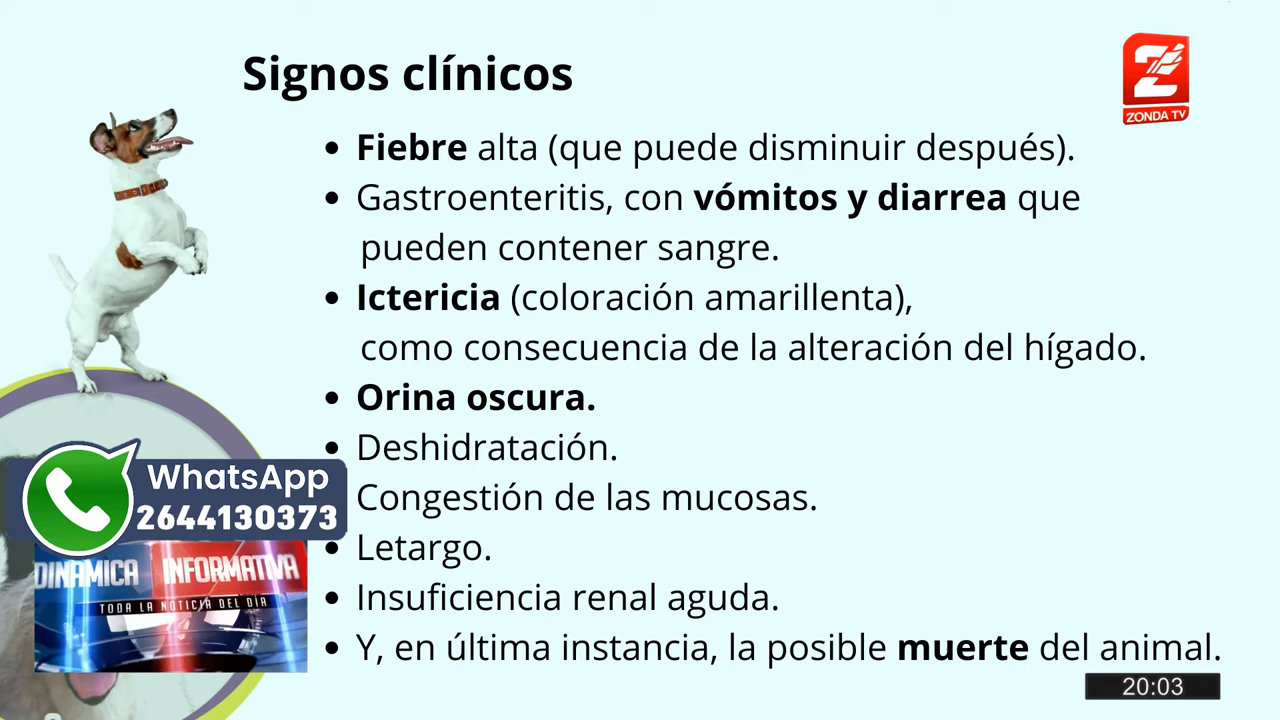 Signos clínicos
ZONDA TV
Fiebre alta (que puede disminuir después).
Gastroenteritis, con vómitos y diarrea que
pueden contener sangre.
Ictericia (coloración amarillenta),
como consecuencia de la alteración del hígado.
Orina oscura.
Deshidratación.
Congestión de las mucosas.
Letargo.
Insuficiencia renal aguda.
Y, en última instancia, la posible muerte del animal.
WhatsApp
2644130373
DINAMICA INFORMATIVA
TODA LA NOTICIA DEL DÍA
20:03